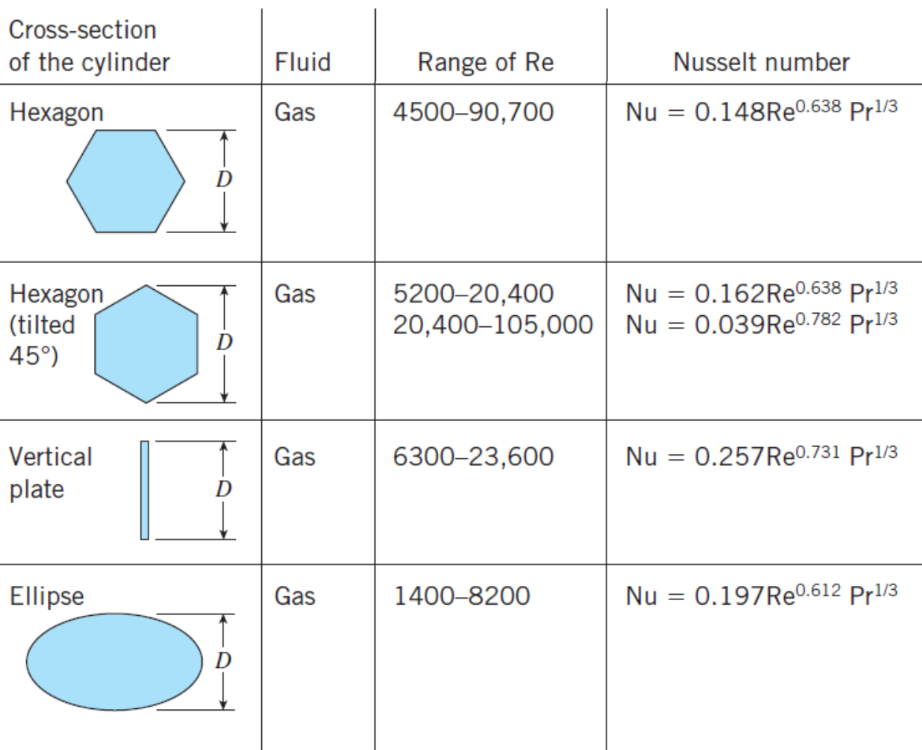 Cross-section
of the cylinder Fluid Range of Re Nusselt number
Hexagon Gas 4500–90,700 Nu = 0.148Re^0.638 Pr^1/3
D
Hexagon Gas 5200–20,400 Nu = 0.162Re^0.638 Pr^1/3
(tilted 20,400–105,000 Nu = 0.039Re^0.782 Pr^1/3
45°)
D
Vertical Gas 6300–23,600 Nu = 0.257Re^0.731 Pr^1/3
plate
D
Ellipse Gas 1400–8200 Nu = 0.197Re^0.612 Pr^1/3
D